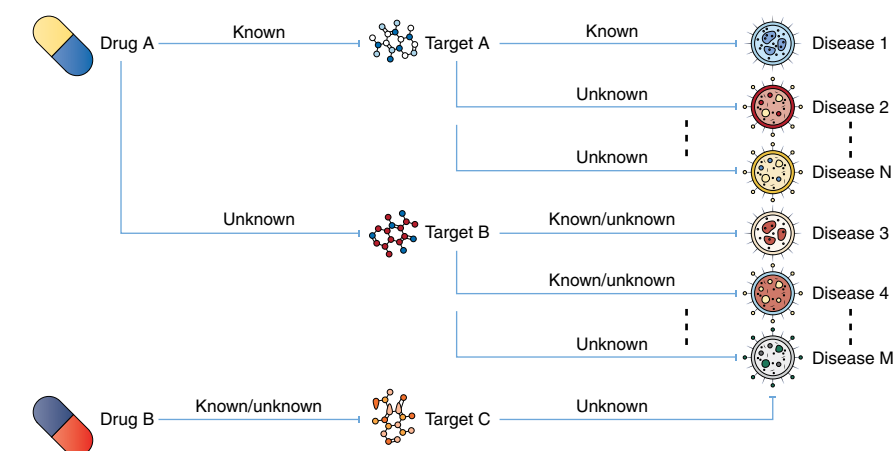 Drug A
Known
Target A
Known
Disease 1
Unknown
Disease 2
Unknown
Disease N
Unknown
Target B
Known/unknown
Disease 3
Known/unknown
Disease 4
Unknown
Disease M
Drug B
Known/unknown
Target C
Unknown